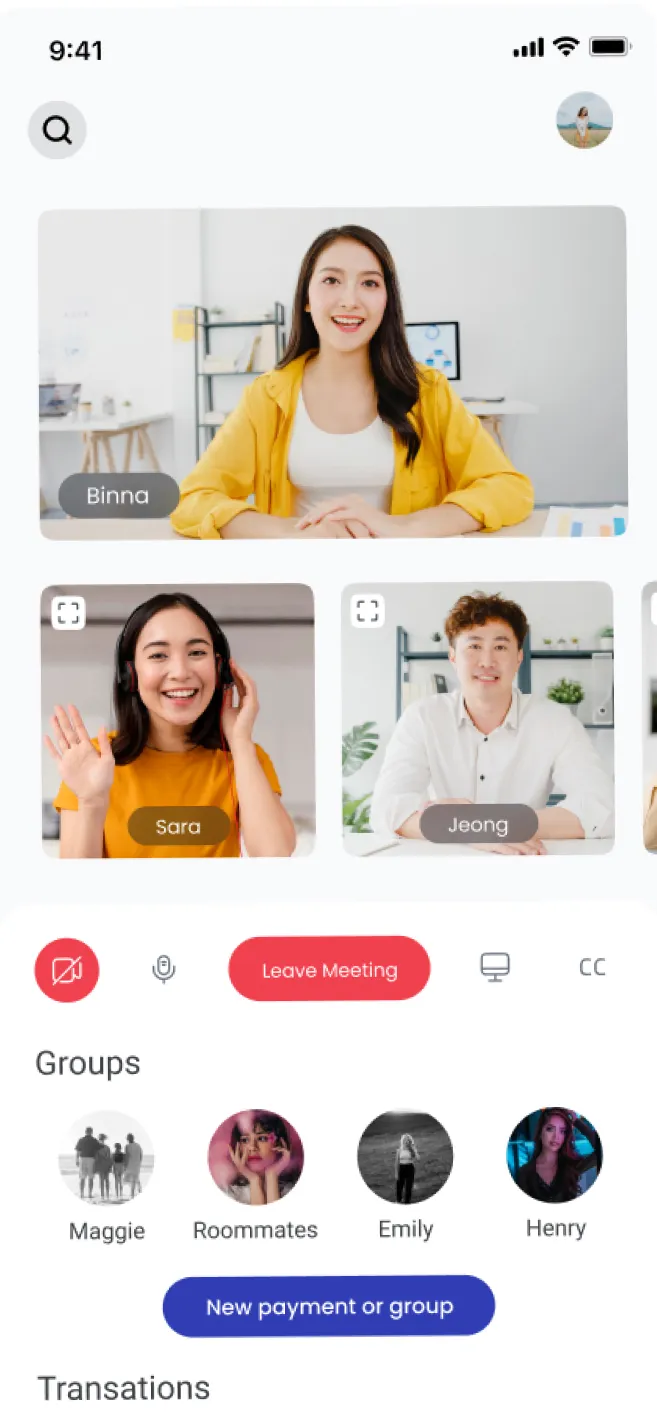 9:41
Binna
Sara
Jeong
Leave Meeting
CC
Groups
Maggie
Roommates
Emily
Henry
New payment or group
Transations